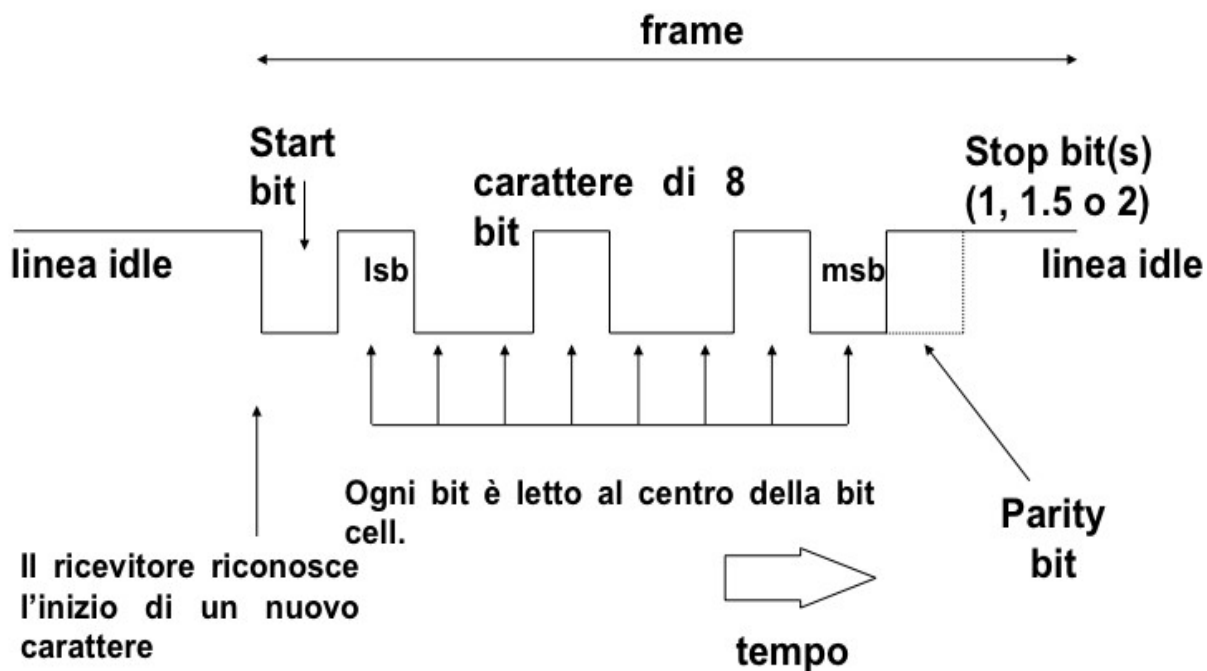 frame
Start
bit
carattere di 8
bit
Stop bit(s)
(1, 1.5 o 2)
linea idle
lsb
msb
linea idle
Ogni bit è letto al centro della bit
cell.
Parity
bit
Il ricevitore riconosce
l'inizio di un nuovo
carattere
tempo